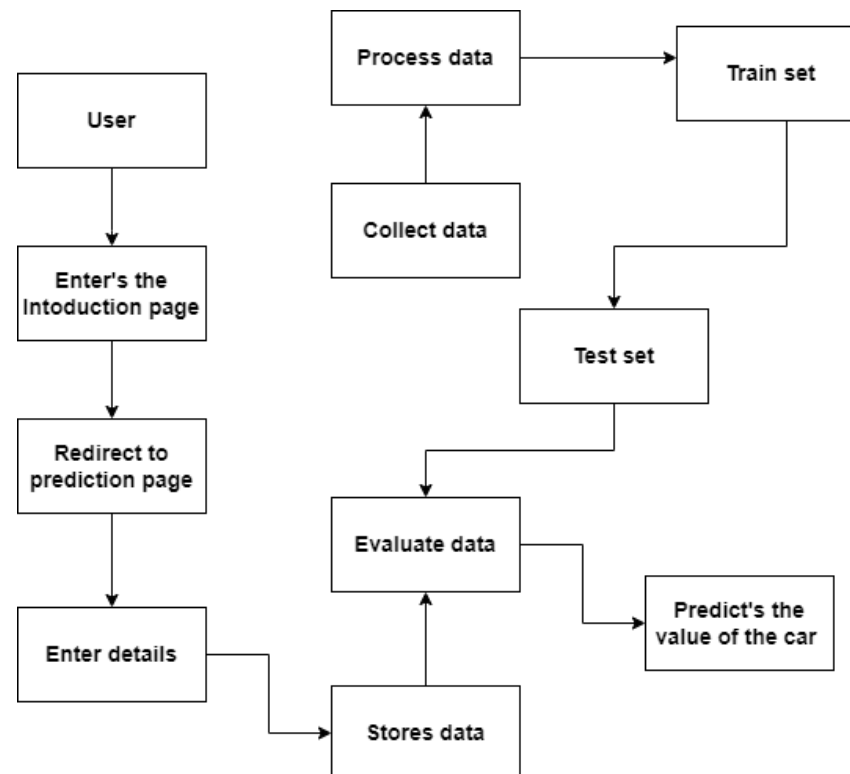 User
Enter's the
Intoduction page
Redirect to
prediction page
Enter details
Process data
Collect data
Train set
Test set
Evaluate data
Stores data
Predict's the
value of the car